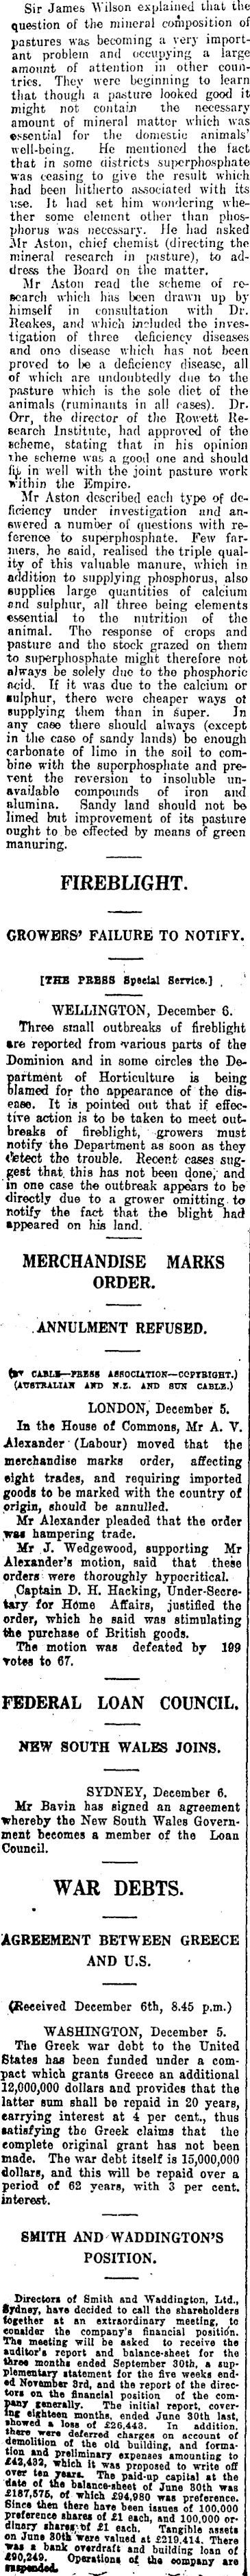 Sir James Wilson explained that the
question of the mineral composition of
pastures was becoming a very import-
ant problem and occupying a large
amount of attention in other coun-
tries. They were beginning to learn
that though a pasture looked good it
might not contain the necessary
amount of mineral matter which was
essential for the domestic animals'
well-being. He mentioned the fact
that in some districts superphosphate
was ceasing to give the result which
had been hitherto associated with its
use. It had set him wondering whe-
ther some element other than phos-
phorus was necessary. He had asked
Mr Aston, chief chemist (directing the
mineral research in pasture), to ad-
dress the Board on the matter.
Mr Aston read the scheme of re-
search which has been drawn up by
himself in consultation with Dr.
Reakes, and which included the inves-
tigation of three deficiency diseases
and one disease which has not been
proved to be a deficiency disease, all
of which are undoubtedly due to the
pasture which is the sole diet of the
animals (ruminants in all cases). Dr.
Orr, the director of the Rowett Re-
search Institute, had approved of the
scheme, stating that in his opinion
the scheme was a good one and should
fit in well with the joint pasture work
within the Empire.
Mr Aston described each type of de-
ficiency under investigation and an-
swered a number of questions with re-
ference to superphosphate. Few far-
mers, he said, realised the triple qual-
ity of this valuable manure, which in
addition to supplying phosphorus, also
supplies large quantities of calcium
and sulphur, all three being elements
essential to the nutrition of the
animal. The response of crops and
pasture and the stock grazed on them
to superphosphate might therefore not
always be solely due to the phosphoric
acid. If it was due to the calcium or
sulphur, there were cheaper ways of
supplying them than in super. In
any case there should always (except
in the case of sandy lands) be enough
carbonate of lime in the soil to com-
bine with the superphosphate and pre-
vent the reversion to insoluble un-
available compounds of iron and
alumina. Sandy land should not be
limed but improvement of its pasture
ought to be effected by means of green
manuring.
FIREBLIGHT.
GROWERS' FAILURE TO NOTIFY.
[THE PRESS Special Service.]
WELLINGTON, December 6.
Three small outbreaks of fireblight
are reported from various parts of the
Dominion and in some circles the De-
partment of Horticulture is being
blamed for the appearance of the dis-
ease. It is pointed out that if effec-
tive action is to be taken to meet out-
breaks of fireblight, growers must
notify the Department as soon as they
detect the trouble. Recent cases sug-
gest that this has not been done, and
in one case the outbreak appears to be
directly due to a grower omitting to
notify the fact that the blight had
appeared on his land.
MERCHANDISE MARKS
ORDER.
ANNULMENT REFUSED.
(BY CABLE—PRESS ASSOCIATION—COPYRIGHT.)
(AUSTRALIAN AND N.Z. AND SUN CABLE.)
LONDON, December 5.
In the House of Commons, Mr A. V.
Alexander (Labour) moved that the
merchandise marks order, affecting
eight trades, and requiring imported
goods to be marked with the country of
origin, should be annulled.
Mr Alexander pleaded that the order
was hampering trade.
Mr J. Wedgewood, supporting Mr
Alexander's motion, said that these
orders were thoroughly hypocritical.
Captain D. H. Hacking, Under-Secre-
tary for Home Affairs, justified the
order, which he said was stimulating
the purchase of British goods.
The motion was defeated by 199
votes to 67.
FEDERAL LOAN COUNCIL.
NEW SOUTH WALES JOINS.
SYDNEY, December 6.
Mr Bavin has signed an agreement
whereby the New South Wales Govern-
ment becomes a member of the Loan
Council.
WAR DEBTS.
AGREEMENT BETWEEN GREECE
AND U.S.
(Received December 6th, 8.45 p.m.)
WASHINGTON, December 5.
The Greek war debt to the United
States has been funded under a com-
pact which grants Greece an additional
12,000,000 dollars and provides that the
latter sum shall be repaid in 20 years,
carrying interest at 4 per cent., thus
satisfying the Greek claims that the
complete original grant has not been
made. The war debt itself is 15,000,000
dollars, and this will be repaid over a
period of 62 years, with 3 per cent.
interest.
SMITH AND WADDINGTON'S
POSITION.
Directors of Smith and Waddington, Ltd.,
Sydney, have decided to call the shareholders
together at an extraordinary meeting, to
consider the company's financial position.
The meeting will be asked to receive the
auditor's report and balance-sheet for the
three months ended September 30th, a sup-
plementary statement for the five weeks end-
ed November 3rd, and the report of the direc-
tors on the financial position of the com-
pany generally. The initial report, cover-
ing eighteen months, ended June 30th last,
showed a loss of £26,443. In addition,
there were deferred charges on account of
demolition of the old building, and forma-
tion and preliminary expenses amounting to
£42,432, which it was proposed to write off
over ten years. The paid-up capital at the
date of the balance-sheet of June 30th was
£187,575, of which £94,980 was preference.
Since then there have been issues of 100,000
preference shares of £1 each, and 100,000 or-
dinary shares of £1 each. Tangible assets
on June 30th were valued at £219,414. There
was a bank overdraft and building loan of
£90,249. Operations of the company are
suspended.